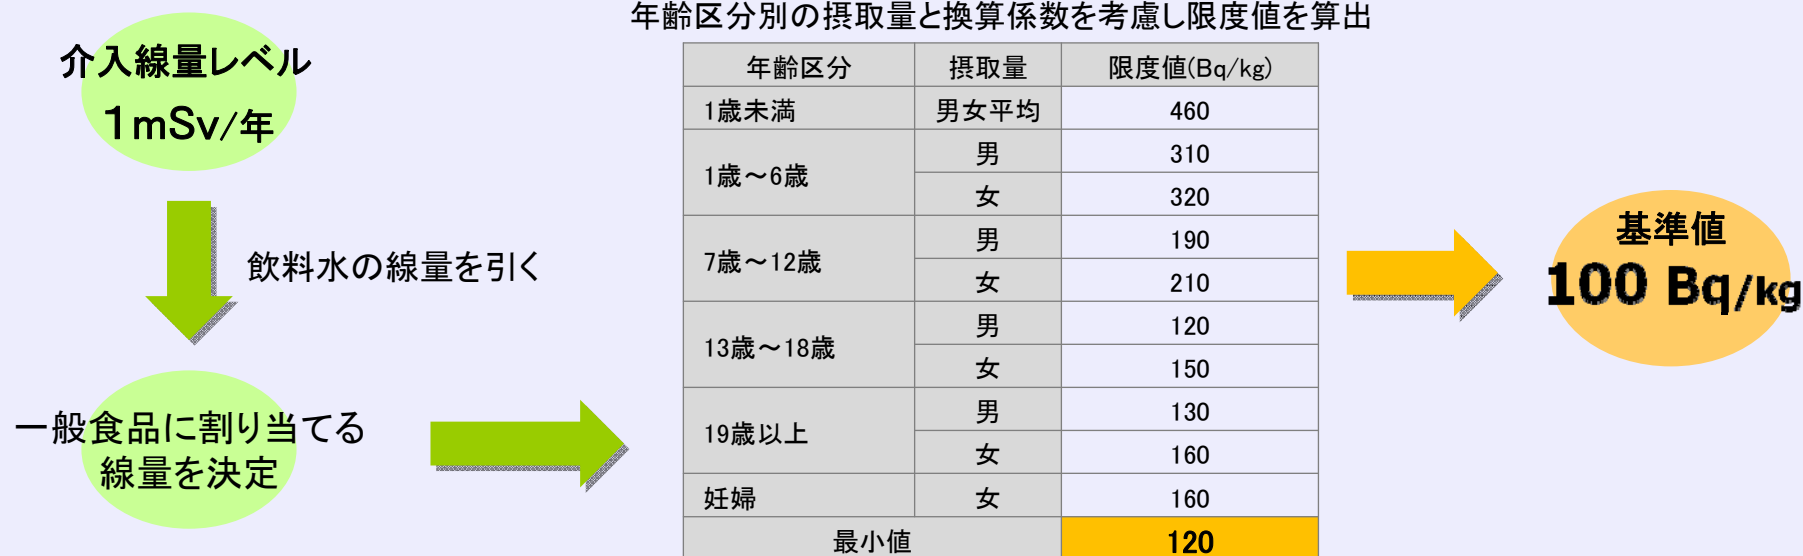 年齢区分別の摂取量と換算係数を考慮し限度値を算出
介入線量レベル
1mSv/年
飲料水の線量を引く
一般食品に割り当てる
線量を決定
年齢区分 摂取量 限度値(Bq/kg)
1歳未満 男女平均 460
1歳～6歳 男 310
女 320
7歳～12歳 男 190
女 210
13歳～18歳 男 120
女 150
19歳以上 男 130
女 160
妊婦 女 160
最小値 120
基準値
100 Bq/kg